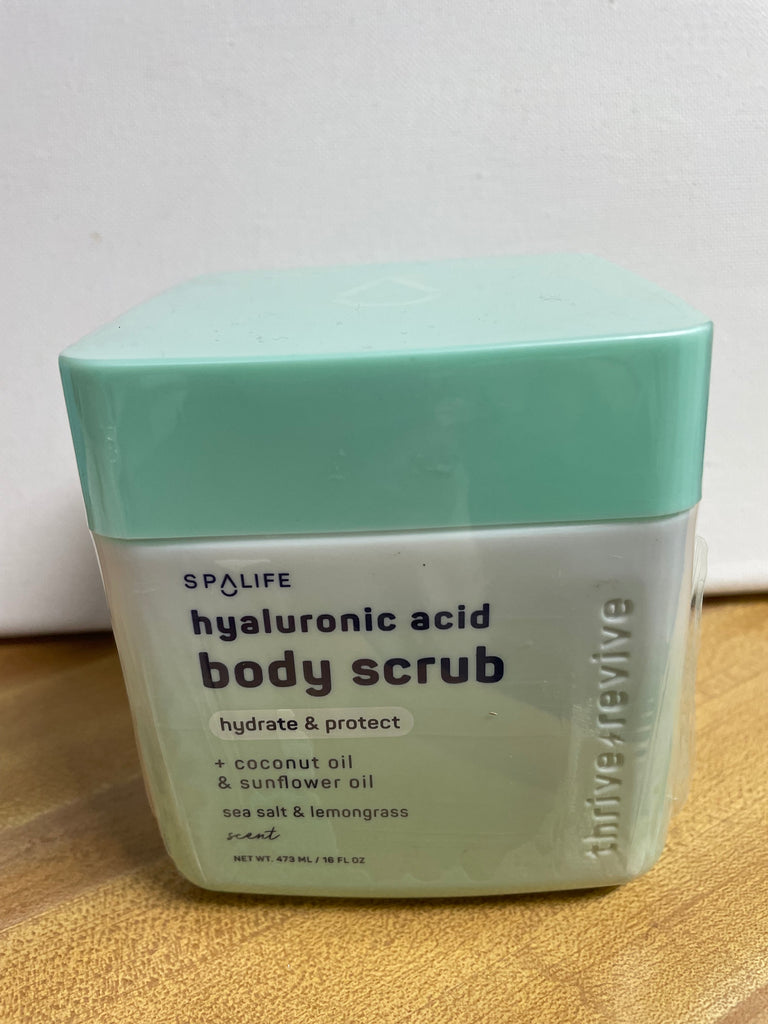 SPALIFE
hyaluronic acid
body scrub
hydrate & protect
+ coconut oil
& sunflower oil
sea salt & lemongrass
scent
NET WT. 473 ML / 16 FL OZ
thrive+revive